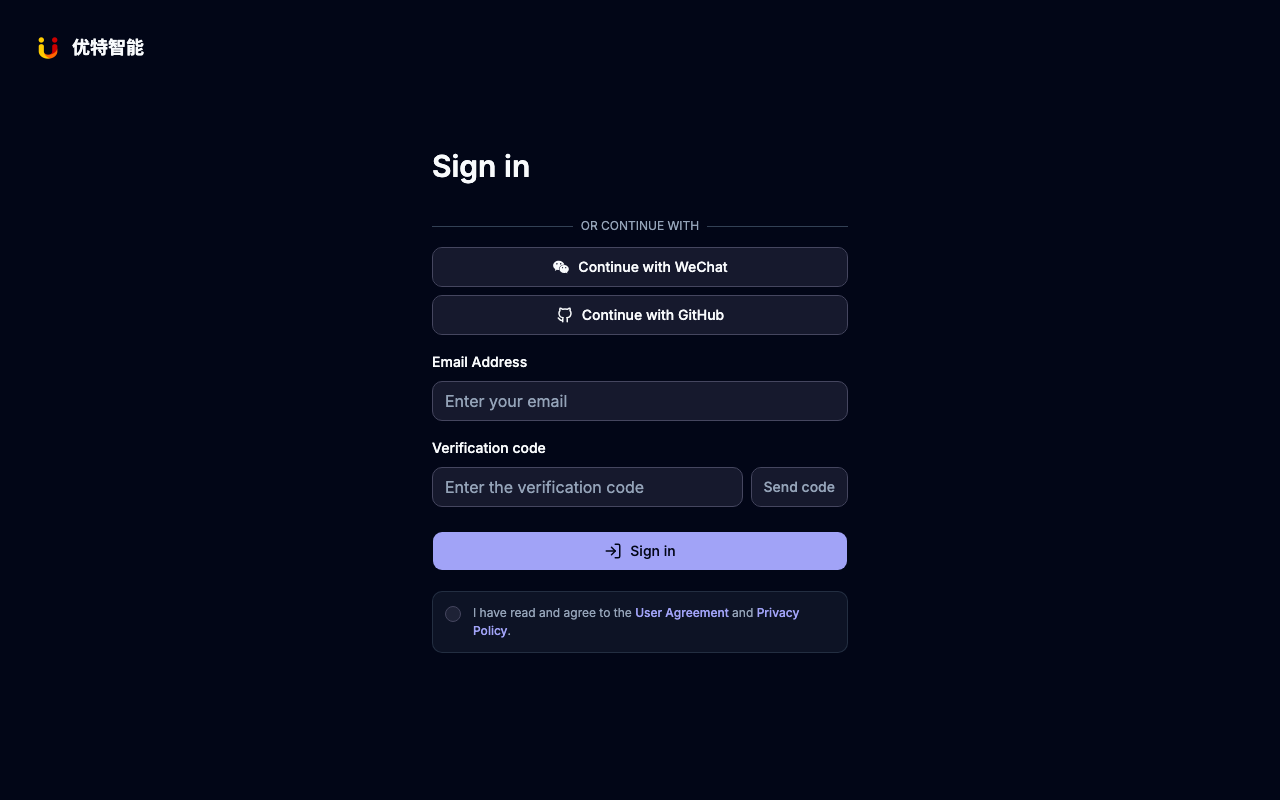 优特智能
Sign in
OR CONTINUE WITH
Continue with WeChat
Continue with GitHub
Email Address
Enter your email
Verification code
Enter the verification code
Send code
Sign in
I have read and agree to the User Agreement and Privacy
Policy.